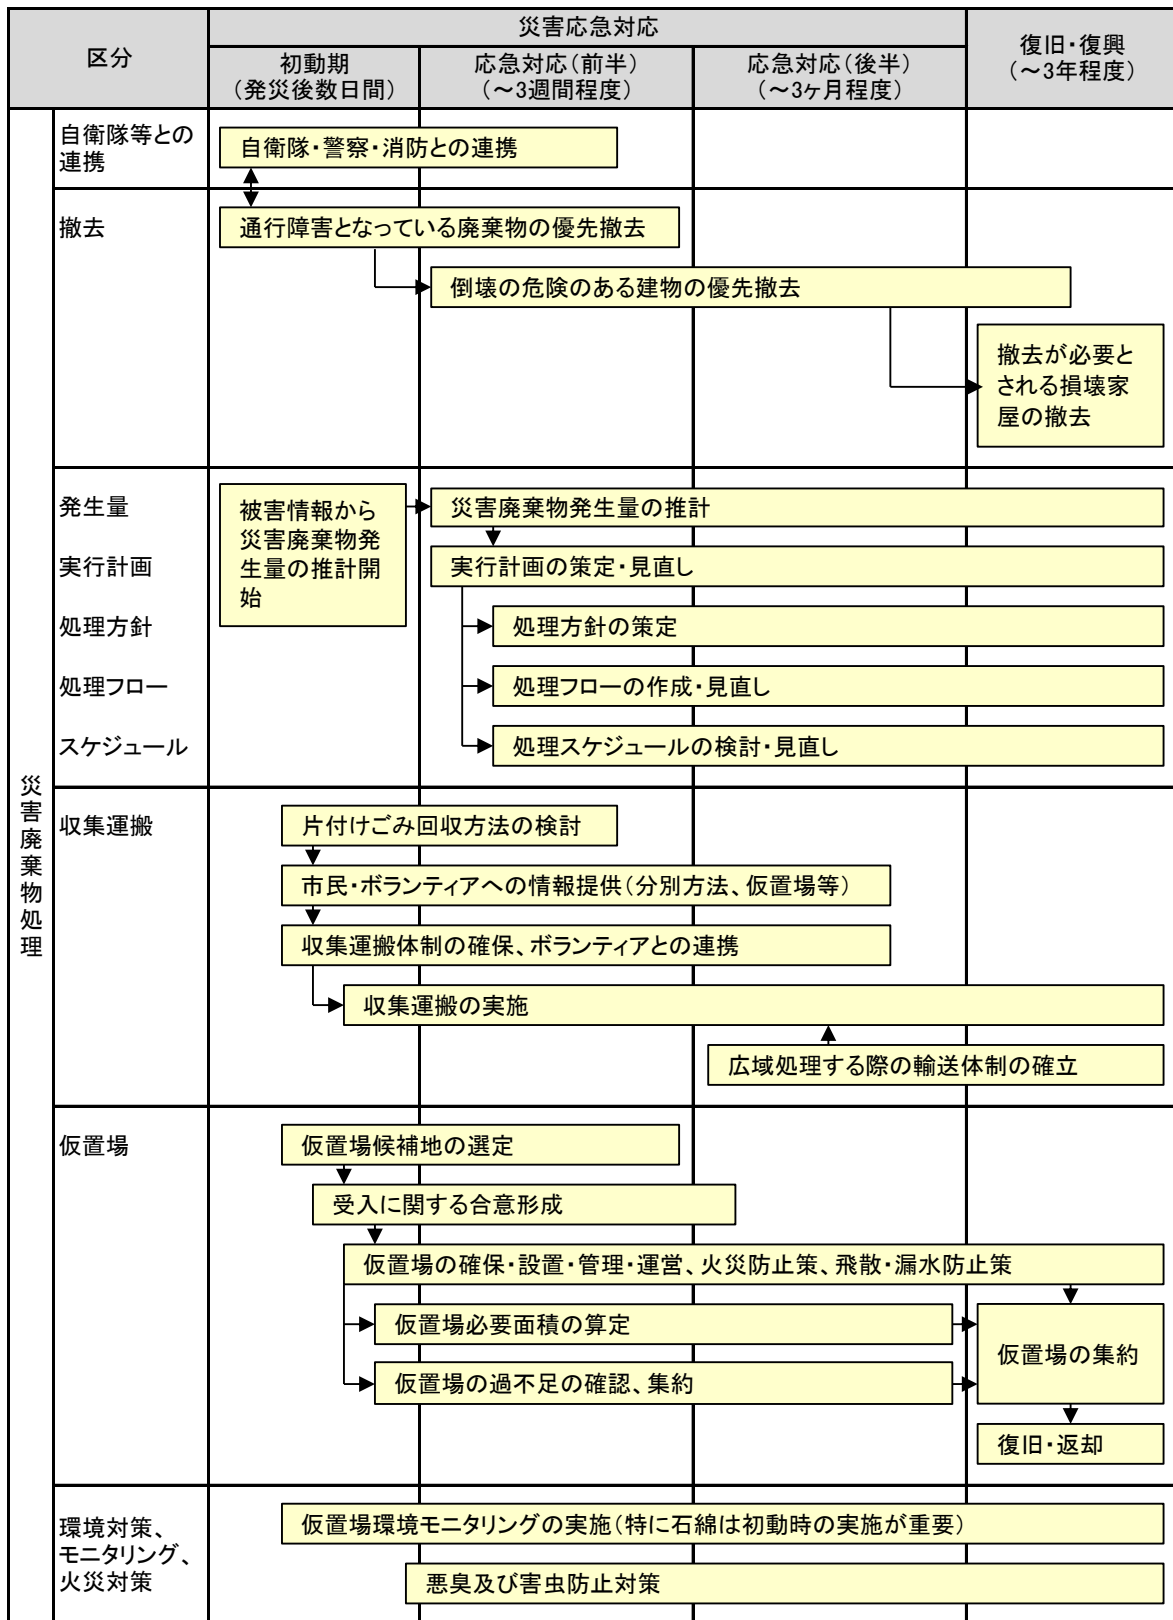 区分
災害応急対応
復旧・復興
（～3年程度）
初動期
（発災後数日間）
応急対応（前半）
（～3週間程度）
応急対応（後半）
（～3ヶ月程度）
災害廃棄物処理
自衛隊等との
連携
自衛隊・警察・消防との連携
撤去
通行障害となっている廃棄物の優先撤去
倒壊の危険のある建物の優先撤去
撤去が必要と
される損壊家
屋の撤去
発生量
被害情報から
災害廃棄物発
生量の推計開
始
災害廃棄物発生量の推計
実行計画
実行計画の策定・見直し
処理方針
処理方針の策定
処理フロー
処理フローの作成・見直し
スケジュール
処理スケジュールの検討・見直し
収集運搬
片付けごみ回収方法の検討
市民・ボランティアへの情報提供（分別方法、仮置場等）
収集運搬体制の確保、ボランティアとの連携
収集運搬の実施
広域処理する際の輸送体制の確立
仮置場
仮置場候補地の選定
受入に関する合意形成
仮置場の確保・設置・管理・運営、火災防止策、飛散・漏水防止策
仮置場必要面積の算定
仮置場の過不足の確認、集約
仮置場の集約
復旧・返却
環境対策、
モニタリング、
火災対策
仮置場環境モニタリングの実施（特に石綿は初動時の実施が重要）
悪臭及び害虫防止対策